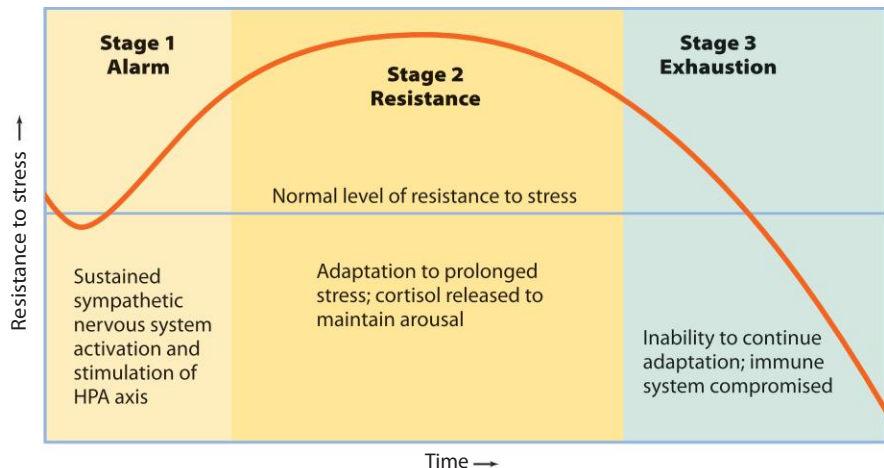 Stage 1
Alarm
Stage 2
Resistance
Stage 3
Exhaustion
Resistance to stress →
Normal level of resistance to stress
Sustained
sympathetic
nervous system
activation and
stimulation of
HPA axis
Adaptation to prolonged
stress; cortisol released to
maintain arousal
Inability to continue
adaptation; immune
system compromised
Time →